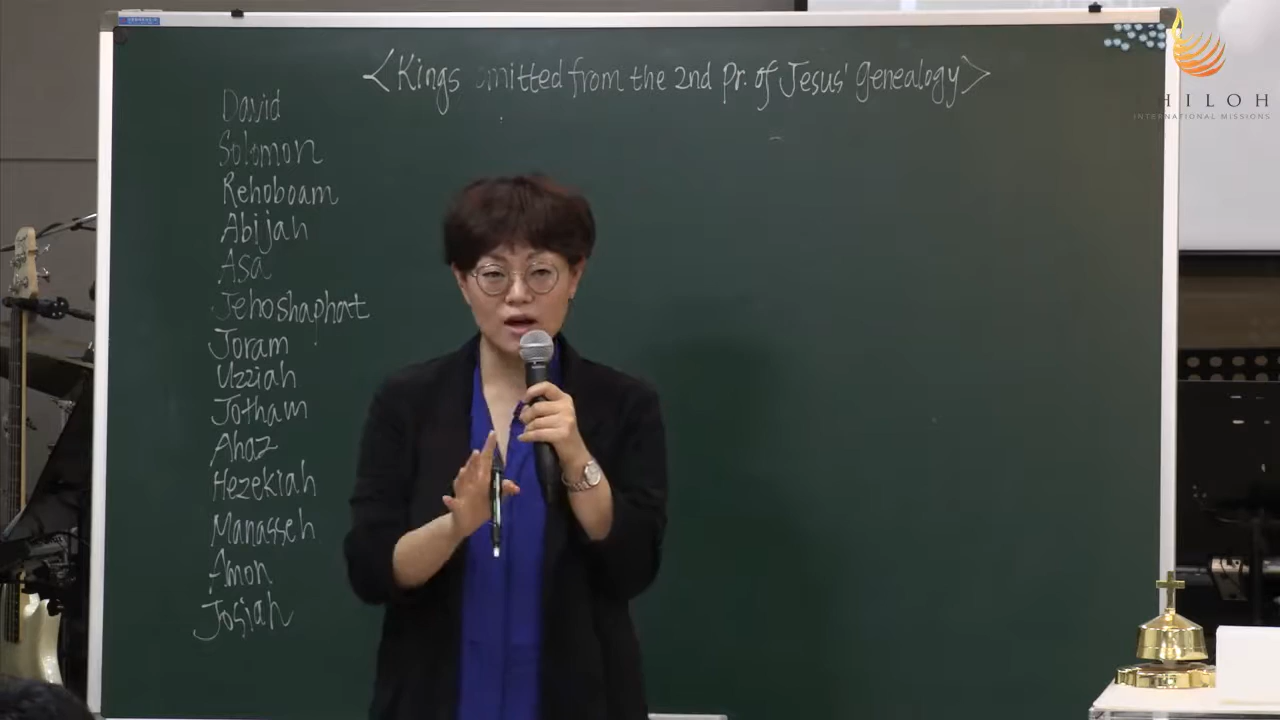 <Kings omitted from the 2nd Pr. of Jesus' Genealogy>
David
Solomon
Rehoboam
Abijah
Asa
Jehoshaphat
Joram
Uzziah
Jotham
Ahaz
Hezekiah
Manasseh
Amon
Josiah
SHILOH
INTERNATIONAL MISSIONS